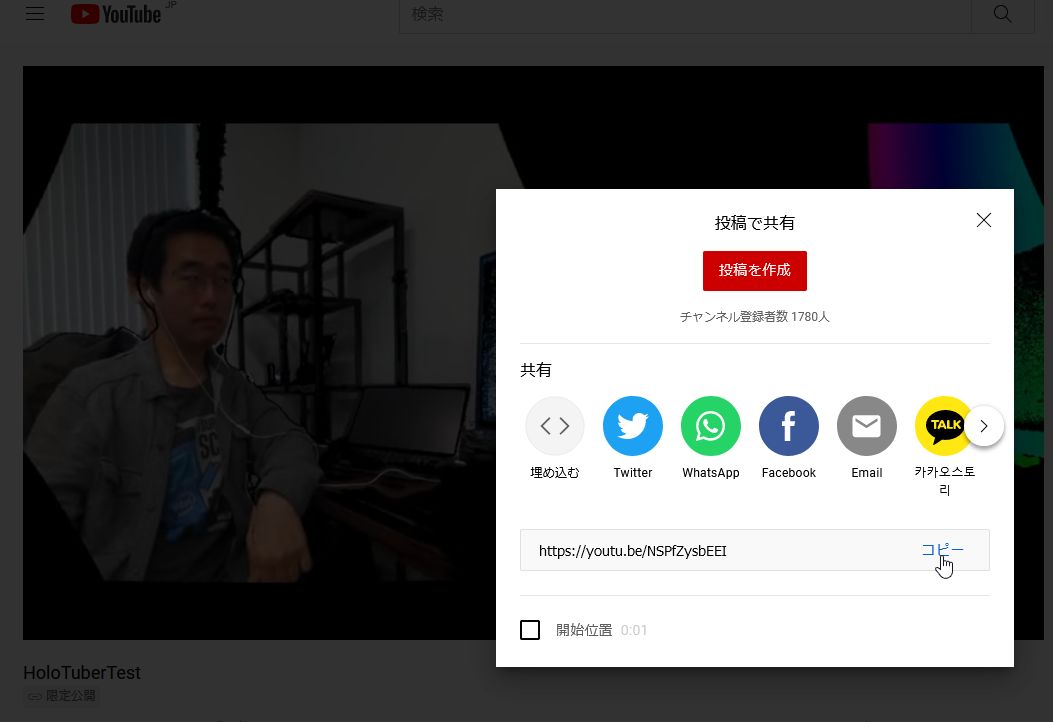 YouTube JP
検索
投稿で共有
投稿を作成
チャンネル登録者数 1780人
共有
TALK
埋め込む
Twitter
WhatsApp
Facebook
Email
카카오스토
리
https://youtu.be/NSPfZysbEEI
コピー
開始位置 0:01
HoloTuberTest
限定公開